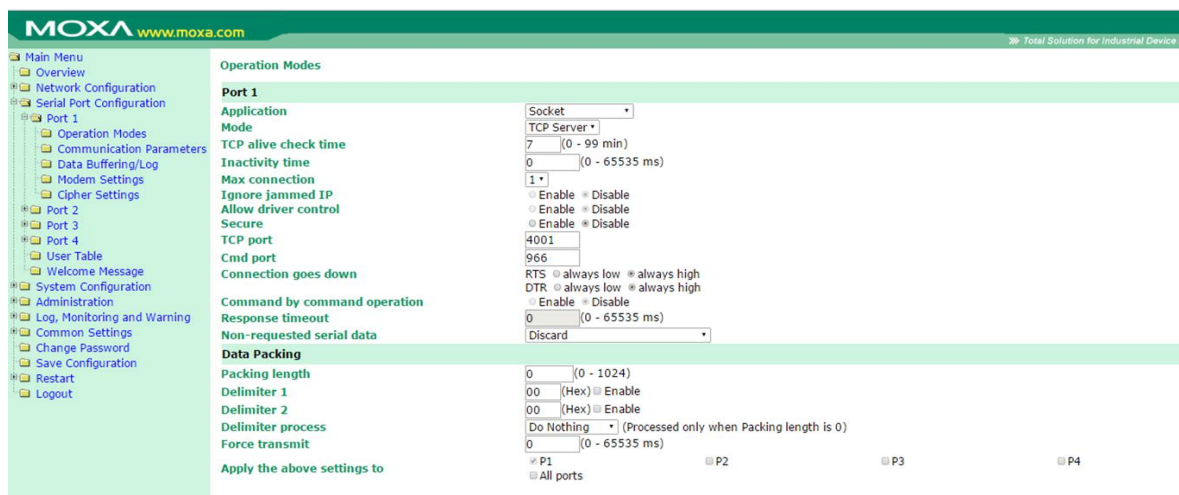 MOXA www.moxa.com
Total Solution for Industrial Device
Main Menu
Overview
Network Configuration
Serial Port Configuration
Port 1
Operation Modes
Communication Parameters
Data Buffering/Log
Modem Settings
Cipher Settings
Port 2
Port 3
Port 4
User Table
Welcome Message
System Configuration
Administration
Log, Monitoring and Warning
Common Settings
Change Password
Save Configuration
Restart
Logout
Operation Modes
Port 1
Application Socket
Mode TCP Server
TCP alive check time 7 (0 - 99 min)
Inactivity time 0 (0 - 65535 ms)
Max connection 1
Ignore jammed IP Enable Disable
Allow driver control Enable Disable
Secure Enable Disable
TCP port 4001
Cmd port 966
Connection goes down RTS always low always high
DTR always low always high
Command by command operation Enable Disable
Response timeout 0 (0 - 65535 ms)
Non-requested serial data Discard
Data Packing
Packing length 0 (0 - 1024)
Delimiter 1 00 (Hex) Enable
Delimiter 2 00 (Hex) Enable
Delimiter process Do Nothing (Processed only when Packing length is 0)
Force transmit 0 (0 - 65535 ms)
Apply the above settings to P1 P2 P3 P4
All ports